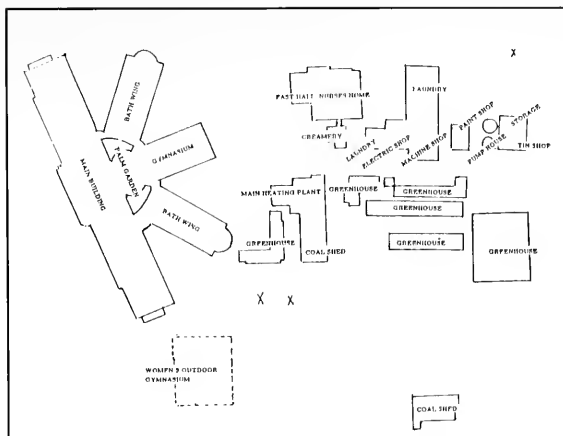 X
BATH WING
EAST HALL NURSES HOME
LAUNDRY
PAINT SHOP
STORAGE
CREAMERY
LAUNDRY
ELECTRIC SHOP
MACHINE SHOP
PUMP HOUSE
TIN SHOP
GYMNASIUM
PALM GARDEN
MAIN BUILDING
MAIN HEATING PLANT
GREENHOUSE
GREENHOUSE
GREENHOUSE
BATH WING
GREENHOUSE
COAL SHED
GREENHOUSE
GREENHOUSE
X X
WOMEN'S OUTDOOR
GYMNASIUM
COAL SHED